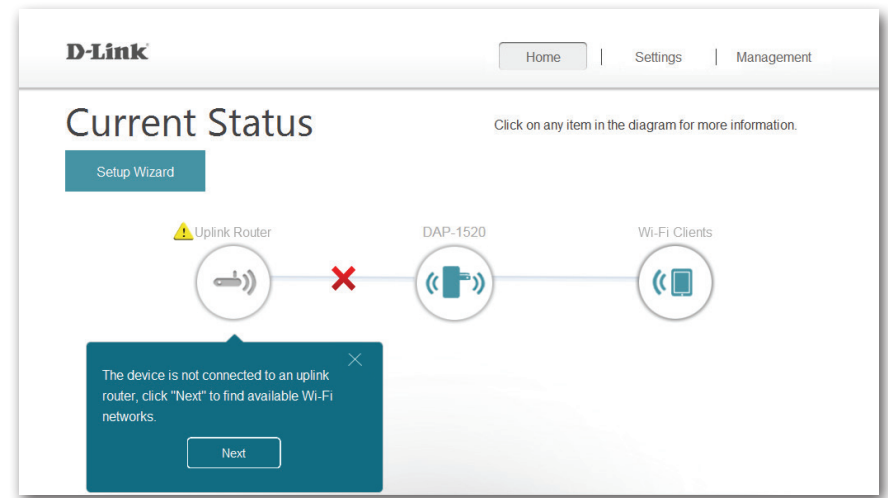 D-Link
Home | Settings | Management
Current Status
Click on any item in the diagram for more information.
Setup Wizard
Uplink Router
DAP-1520
Wi-Fi Clients
The device is not connected to an uplink
router, click "Next" to find available Wi-Fi
networks.
Next